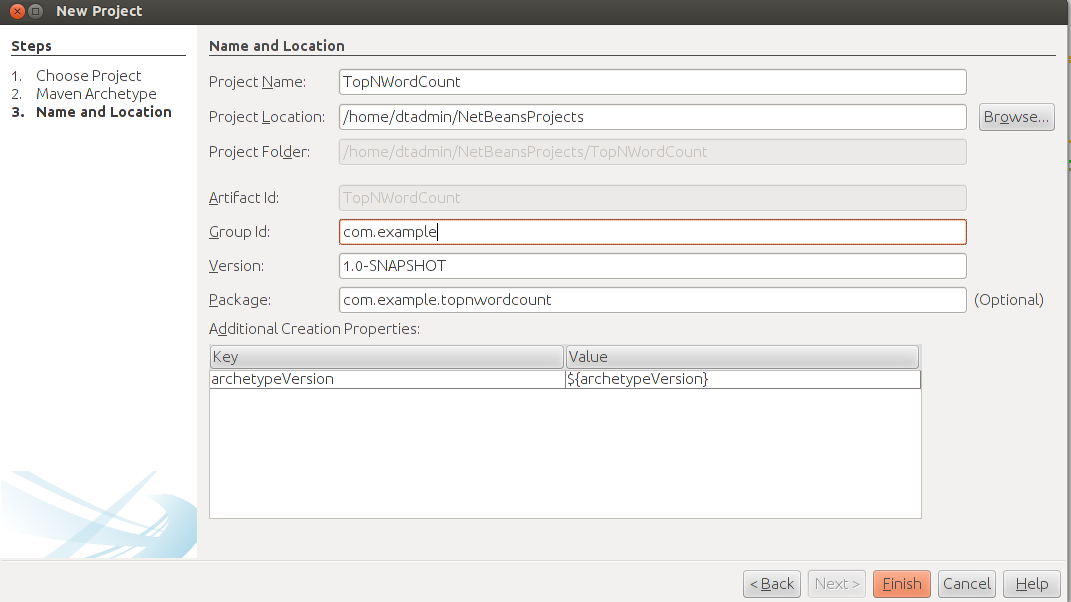 New Project
Steps
1. Choose Project
2. Maven Archetype
3. Name and Location
Name and Location
Project Name: TopNWordCount
Project Location: /home/dtadmin/NetBeansProjects Browse...
Project Folder: /home/dtadmin/NetBeansProjects/TopNWordCount
Artifact Id: TopNWordCount
Group Id: com.example
Version: 1.0-SNAPSHOT
Package: com.example.topnwordcount (Optional)
Additional Creation Properties:
Key Value
archetypeVersion ${archetypeVersion}
< Back Next > Finish Cancel Help